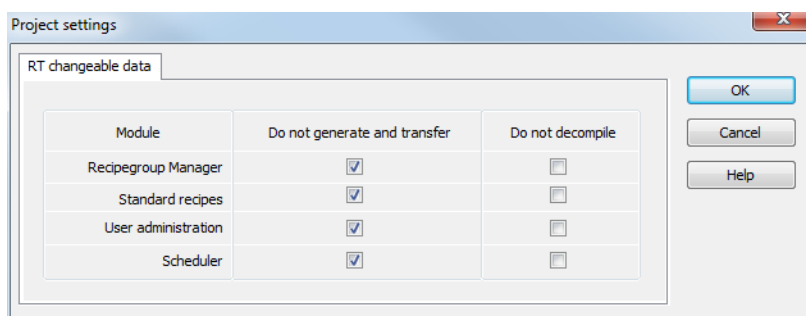 Project settings
RT changeable data
OK
Module Do not generate and transfer Do not decompile
Cancel
Recipegroup Manager
Help
Standard recipes
User administration
Scheduler